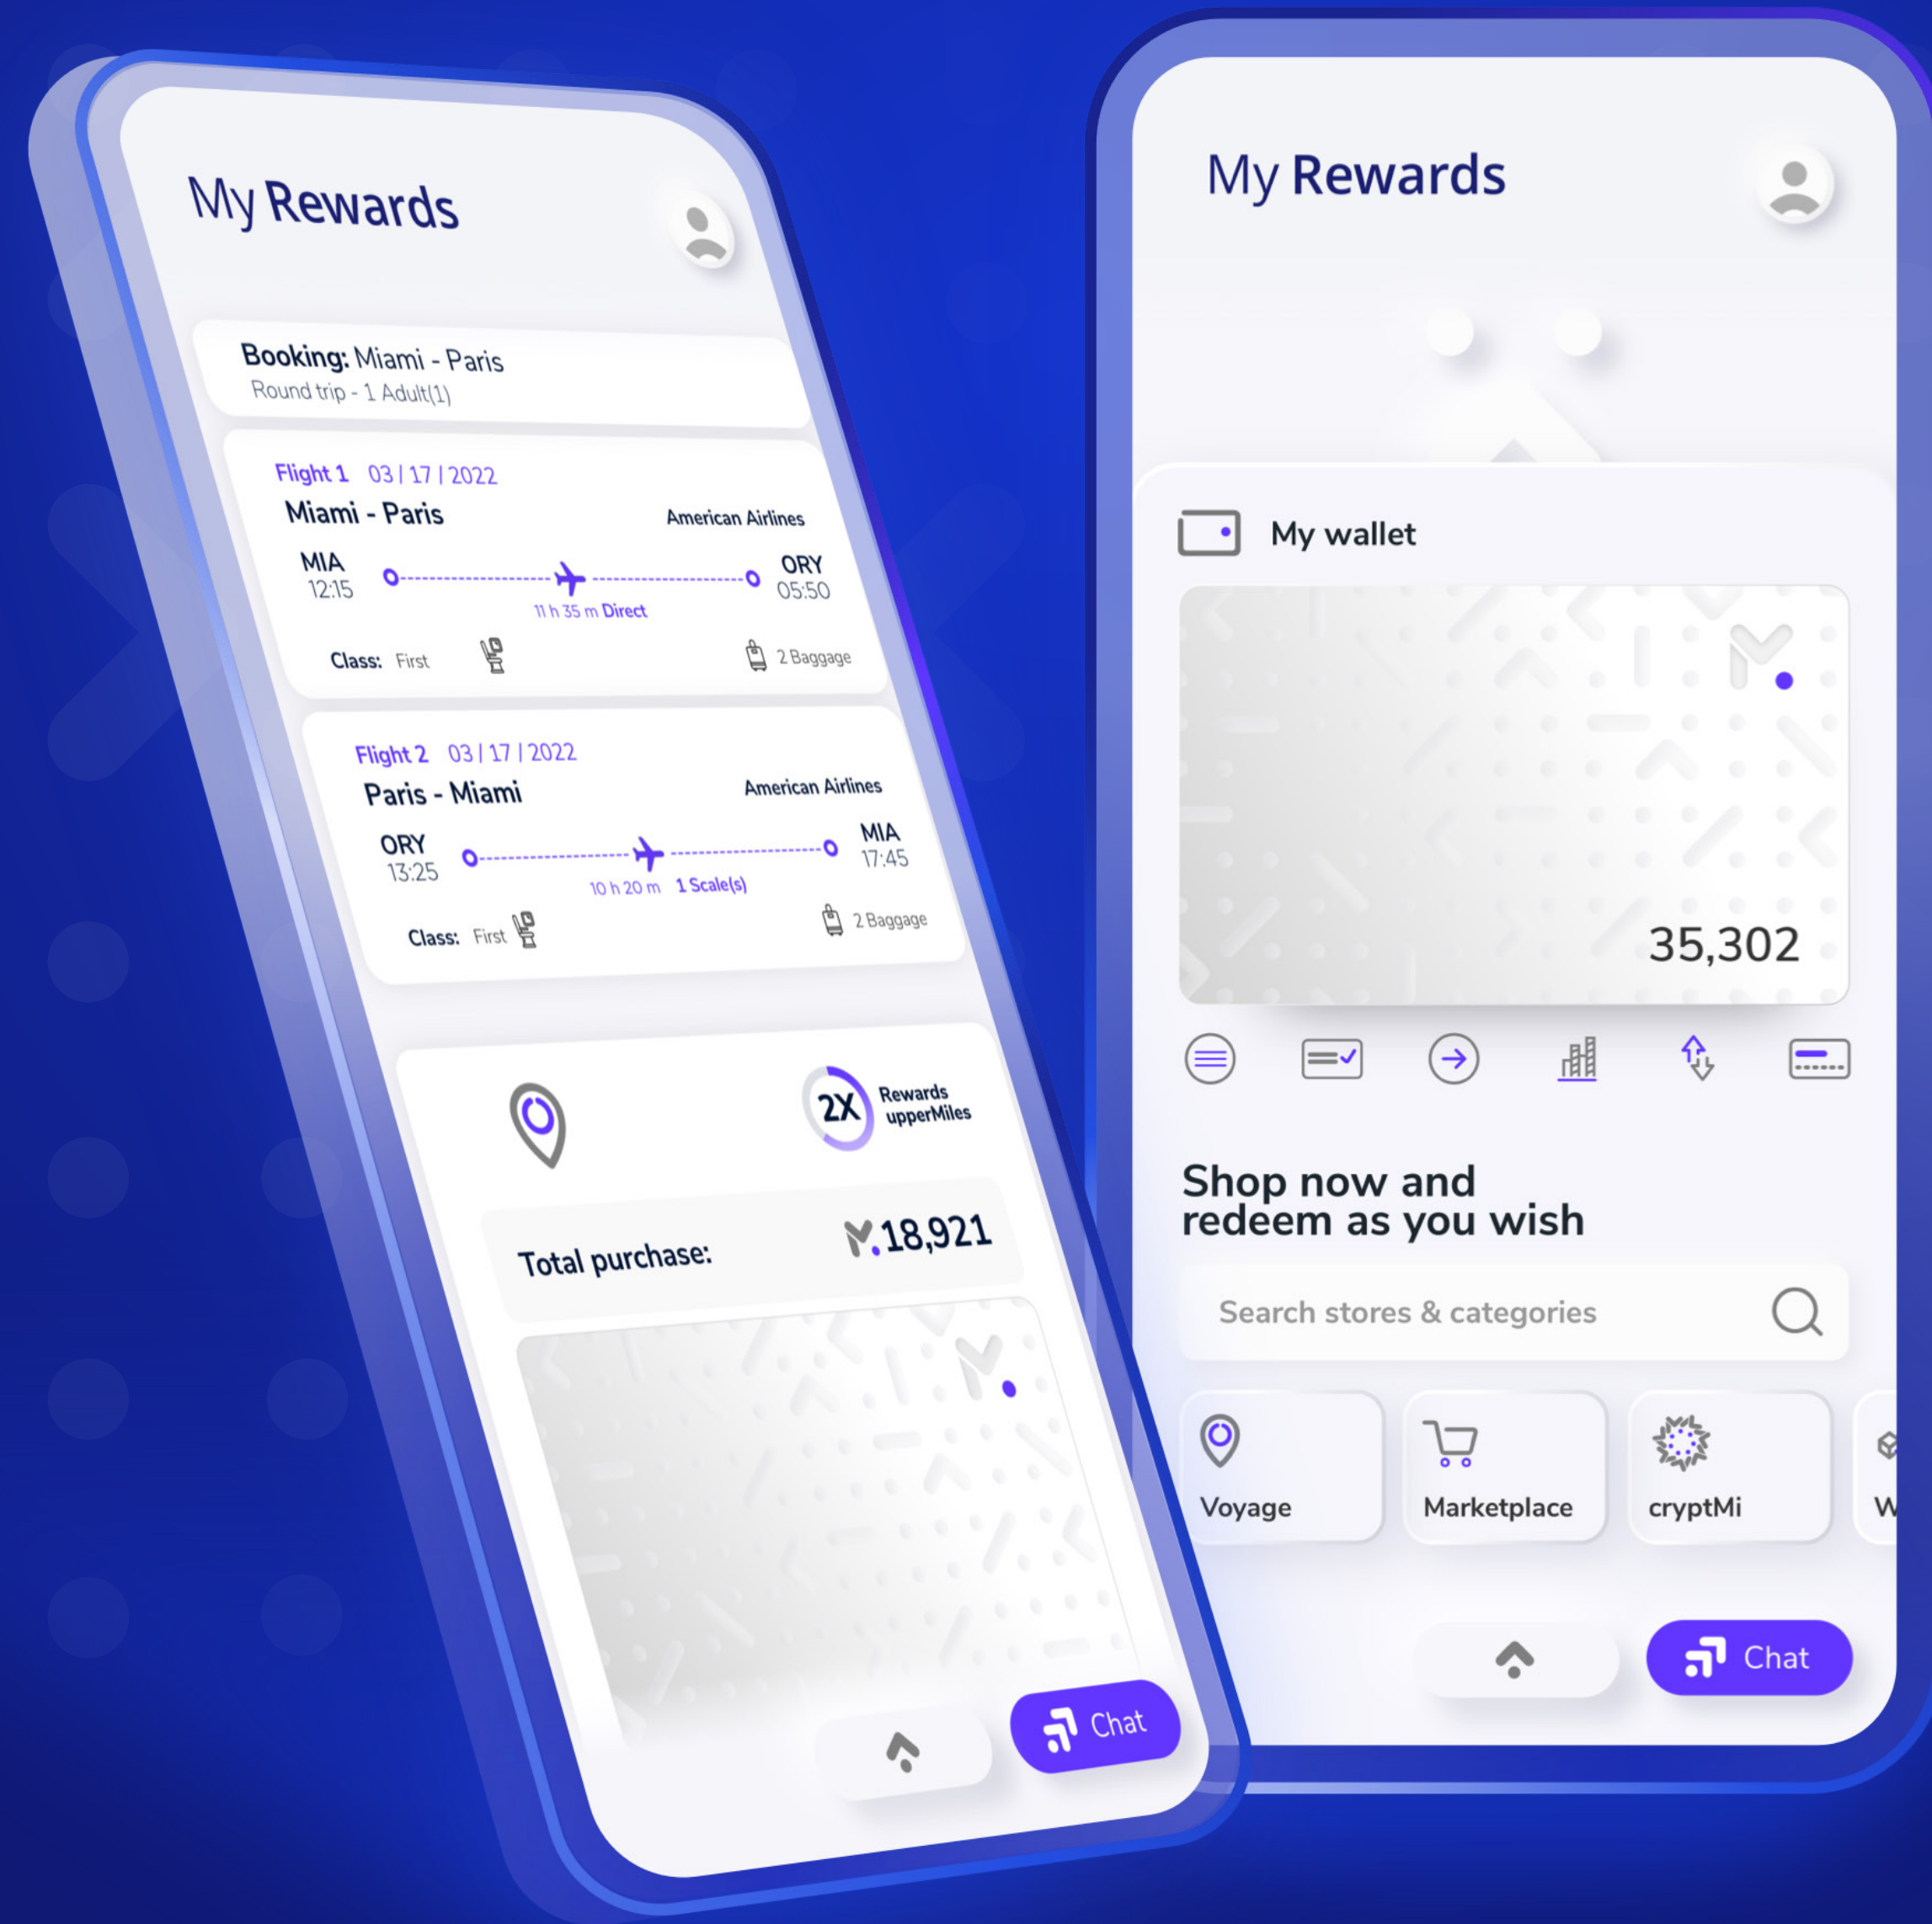 My Rewards
Booking: Miami - Paris
Round trip - 1 Adult(1)
Flight 1 03 | 17 | 2022
Miami - Paris
American Airlines
MIA
12:15
ORY
05:50
11 h 35 m Direct
Class: First
2 Baggage
Flight 2 03 | 17 | 2022
Paris - Miami
American Airlines
ORY
13:25
MIA
17:45
10 h 20 m 1 Scale(s)
Class: First
2 Baggage
2X
Rewards
upperMiles
Total purchase:
18,921
Chat
My Rewards
My wallet
35,302
Shop now and
redeem as you wish
Search stores & categories
Voyage
Marketplace
cryptMi
W
Chat